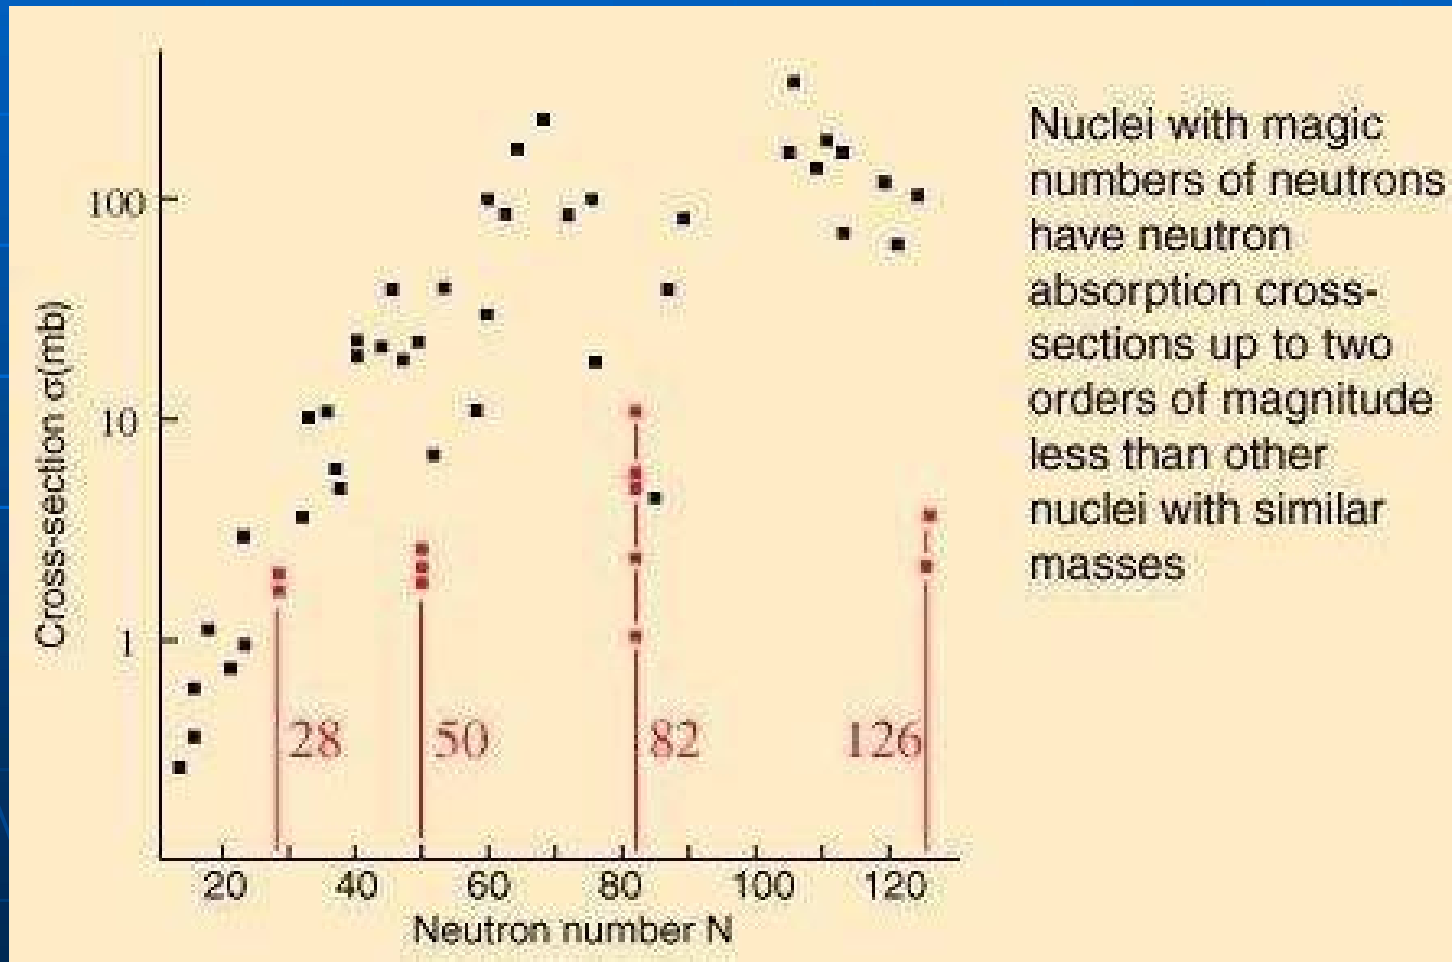 Nuclei with magic
numbers of neutrons
have neutron
absorption cross-
sections up to two
orders of magnitude
less than other
nuclei with similar
masses
Cross-section σ(mb)
100
10
1
28 50 82 126
20 40 60 80 100 120
Neutron number N